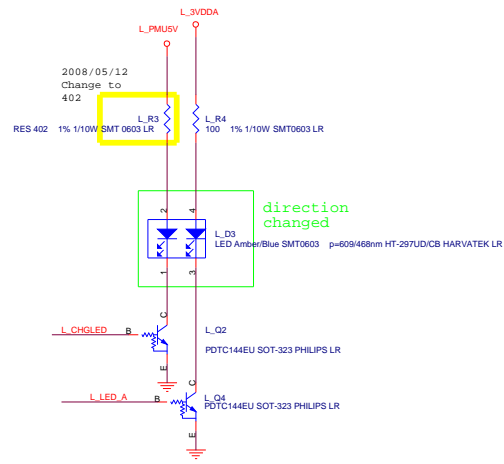 L_3VDDA
L_PMU5V
2008/05/12
Change to
402
L_R3
RES 402 1% 1/10W SMT 0603 LR
L_R4
100 1% 1/10W SMT0603 LR
direction
changed
2
4
L_D3
LED Amber/Blue SMT0603 p=609/468nm HT-297UD/CB HARVATEK LR
1
3
C
L_CHGLED
B
L_Q2
PDTC144EU SOT-323 PHILIPS LR
E
C
L_LED_A
B
L_Q4
PDTC144EU SOT-323 PHILIPS LR
E